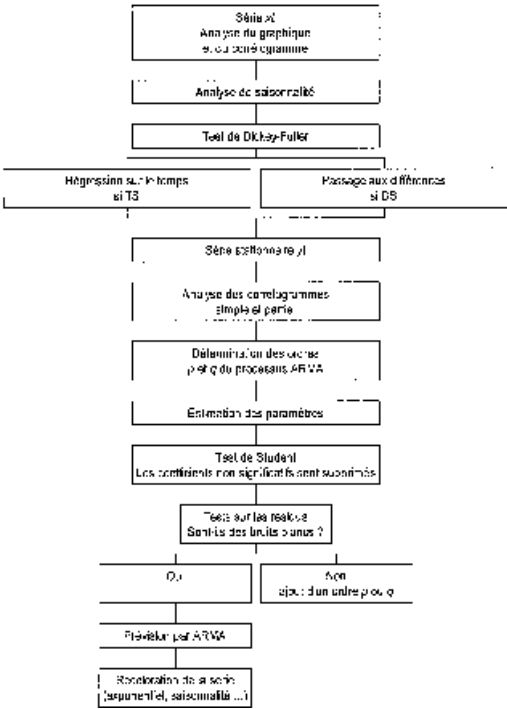 Série xt
Analyse du graphique
et du corrélogramme
Analyse de saisonnalité
Test de Dickey-Fuller
Régression sur le temps
si TS
Passage aux différences
si DS
Série stationnaire yt
Analyse des corrélogrammes
simple et partiel
Détermination des ordres
p et q du processus ARMA
Estimation des paramètres
Test de Student
Les coefficients non significatifs sont supprimés
Tests sur les résidus
Sont-ils des bruits blancs ?
Oui
Non
ajout d'un ordre p ou q
Prévision par ARMA
Recoloration de la série
(exponentiel, saisonnalité ...)